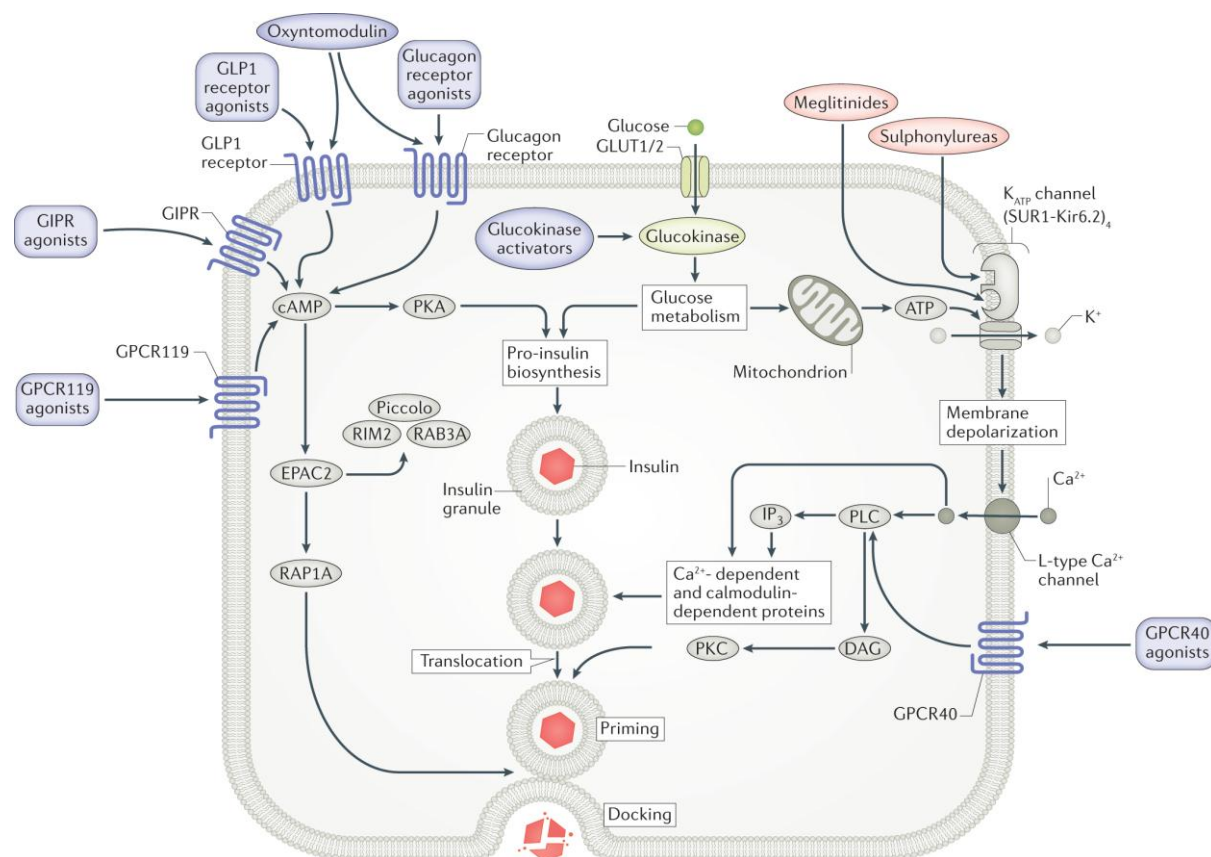 Oxyntomodulin
GLP1
receptor
agonists
Glucagon
receptor
agonists
GLP1
receptor
Glucagon
receptor
Glucose
GLUT1/2
Meglitinides
Sulphonylureas
K_ATP channel
(SUR1-Kir6.2)₄
GIPR
agonists
GIPR
Glucokinase
activators
Glucokinase
cAMP
PKA
Glucose
metabolism
ATP
K⁺
Mitochondrion
GPCR119
GPCR119
agonists
Pro-insulin
biosynthesis
Piccolo
RIM2
RAB3A
Membrane
depolarization
EPAC2
Insulin
Insulin
granule
IP₃
PLC
Ca²⁺
L-type Ca²⁺
channel
RAP1A
Ca²⁺- dependent
and calmodulin-
dependent proteins
Translocation
PKC
DAG
GPCR40
agonists
GPCR40
Priming
Docking